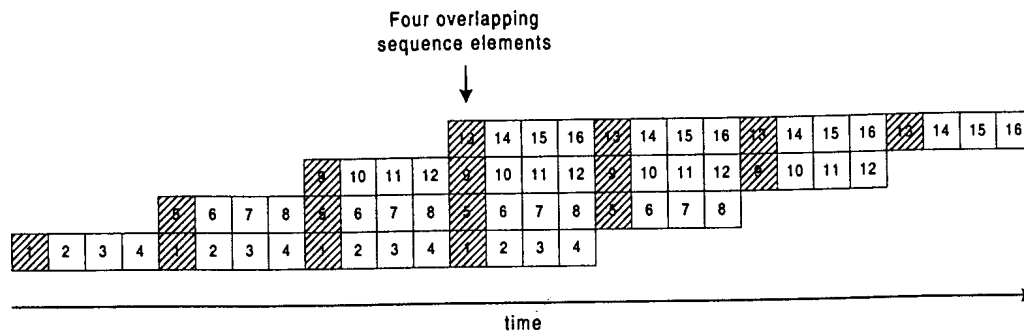 Four overlapping
sequence elements
13 14 15 16 13 14 15 16 13 14 15 16 13 14 15 16
9 10 11 12 9 10 11 12 9 10 11 12 9 10 11 12
5 6 7 8 5 6 7 8 5 6 7 8 5 6 7 8
1 2 3 4 1 2 3 4 1 2 3 4 1 2 3 4
time